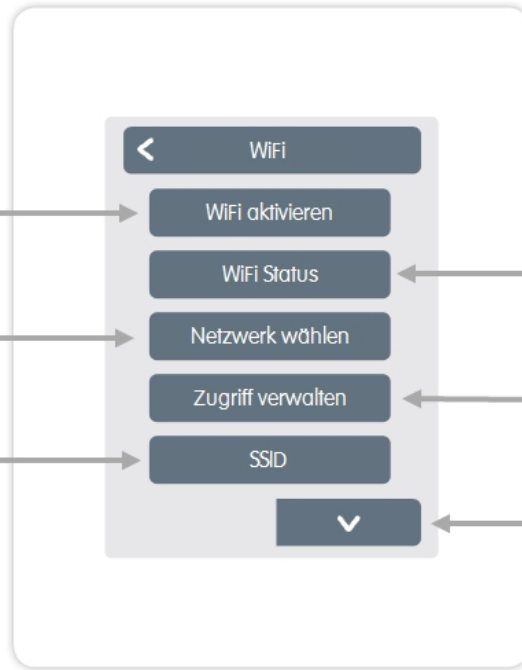 WiFi
WiFi aktivieren
WiFi Status
Netzwerk wählen
Zugriff verwalten
SSID